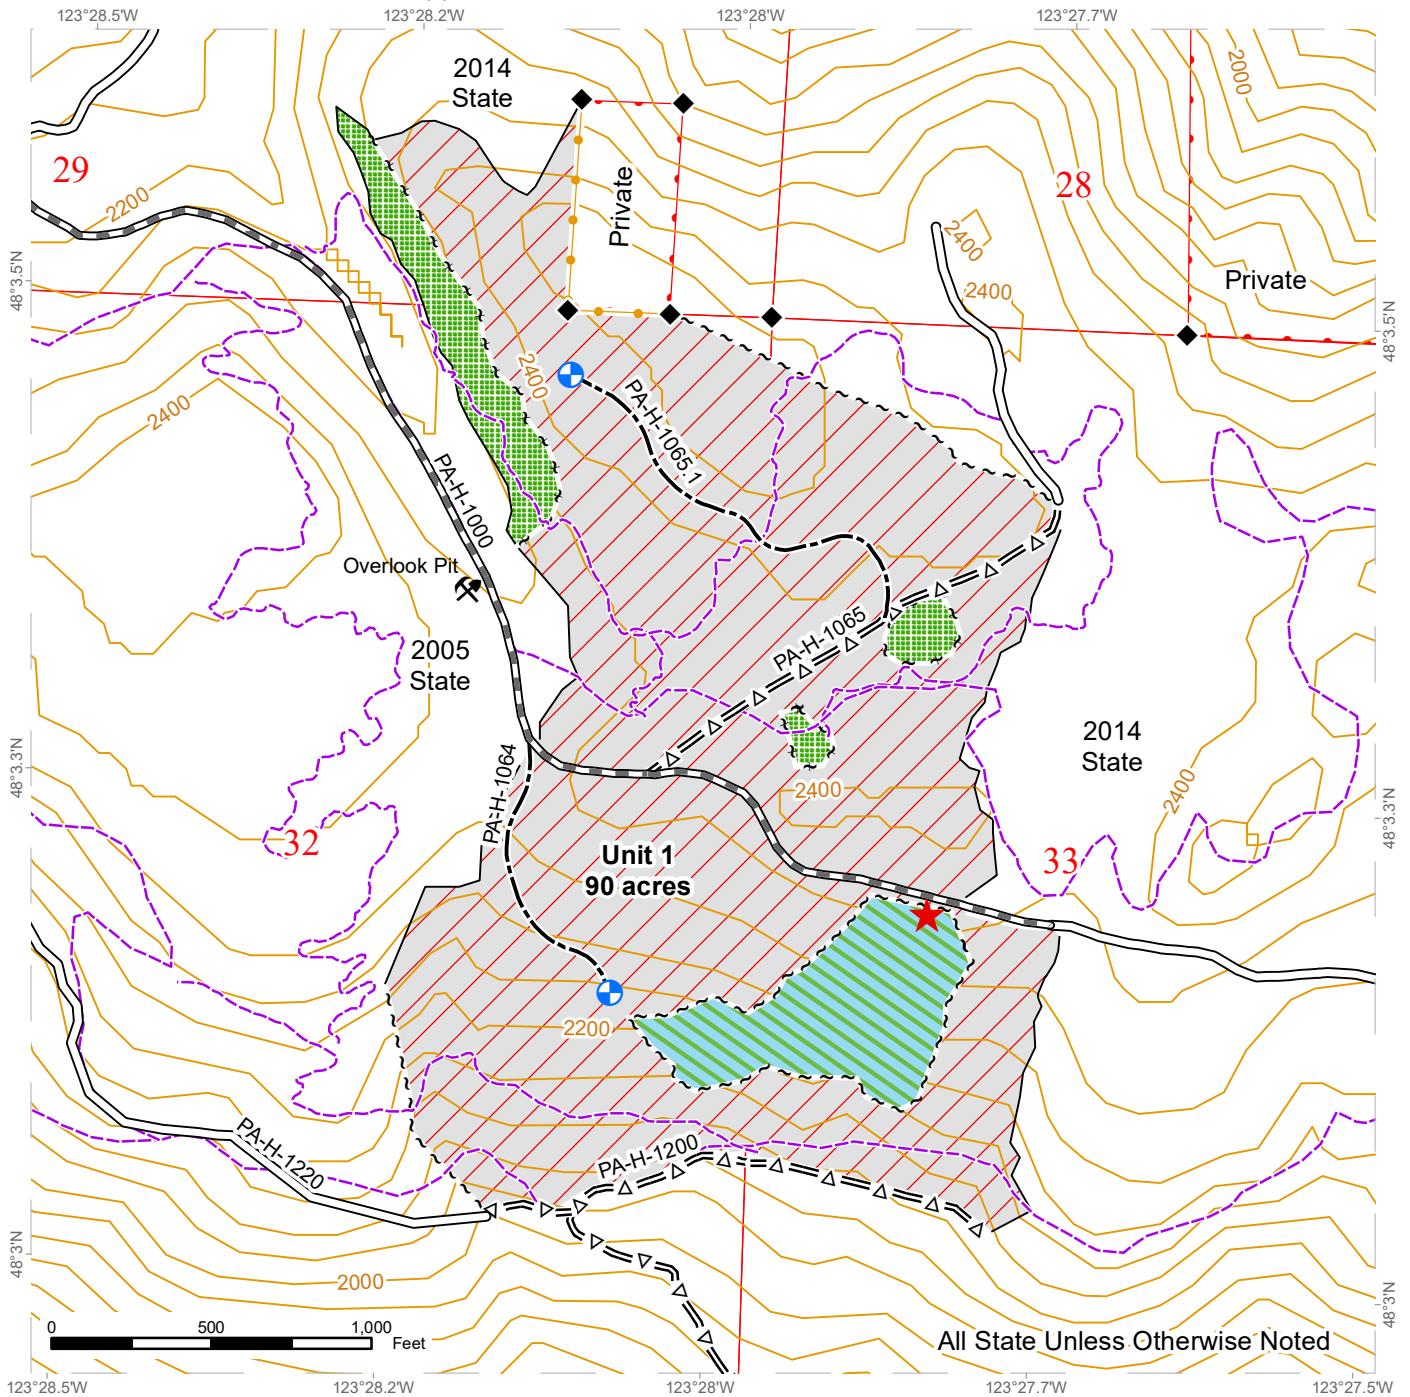 123°28.5'W
123°28.2'W
123°28'W
123°27.7'W
2014
State
2000
29
Private
28
2200
2400
48°3.5'N
2400
Private
48°3.5'N
2400
2400
PA-H-1065.1
PA-H-1000
Overlook Pit
PA-H-1065
2005
State
2014
State
48°3.3'N
PA-H-1064
2400
2400
48°3.3'N
32
Unit 1
90 acres
33
2200
PA-H-1220
PA-H-1200
48°3'N
2000
48°3'N
0
500
1,000
Feet
All State Unless Otherwise Noted
123°28.5'W
123°28.2'W
123°28'W
123°27.7'W
123°27.5'W